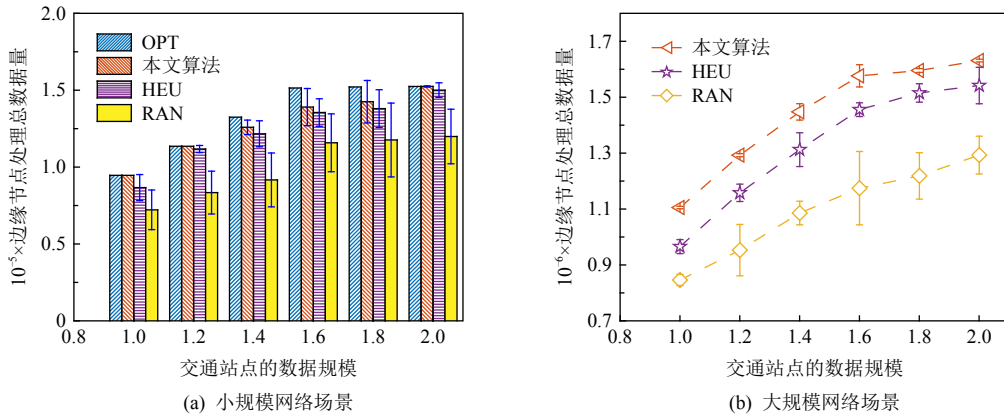 2.0
1.5
1.0
0.5
0
10⁻⁵×边缘节点处理总数据量
OPT
本文算法
HEU
RAN
0.8 1.0 1.2 1.4 1.6 1.8 2.0
交通站点的数据规模
(a) 小规模网络场景
1.7
1.5
1.3
1.1
0.9
0.7
10⁻⁶×边缘节点处理总数据量
本文算法
HEU
RAN
0.8 1.0 1.2 1.4 1.6 1.8 2.0
交通站点的数据规模
(b) 大规模网络场景